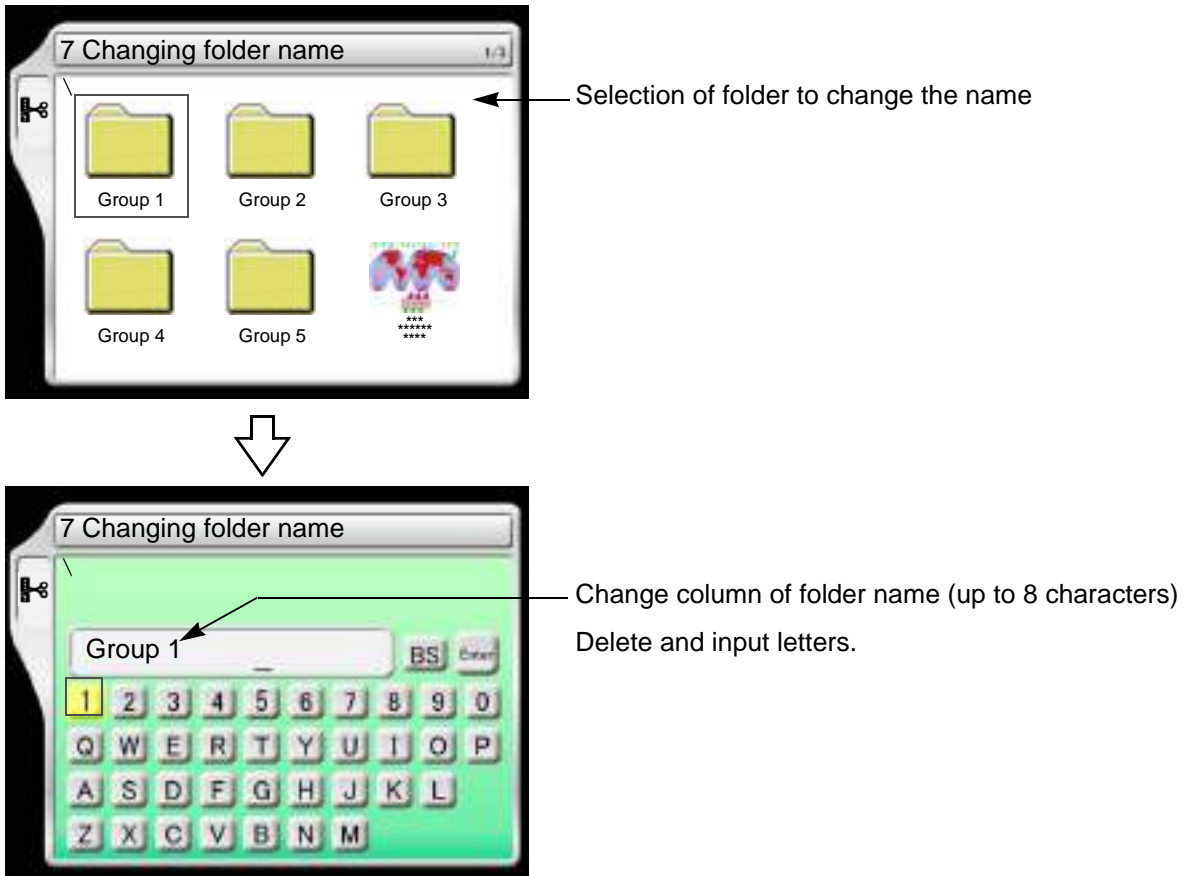 7 Changing folder name 1/3
Selection of folder to change the name
Group 1 Group 2 Group 3
Group 4 Group 5 ***
******
****
7 Changing folder name
Change column of folder name (up to 8 characters)
Group 1 _ BS Enter
Delete and input letters.
1 2 3 4 5 6 7 8 9 0
Q W E R T Y U I O P
A S D F G H J K L
Z X C V B N M